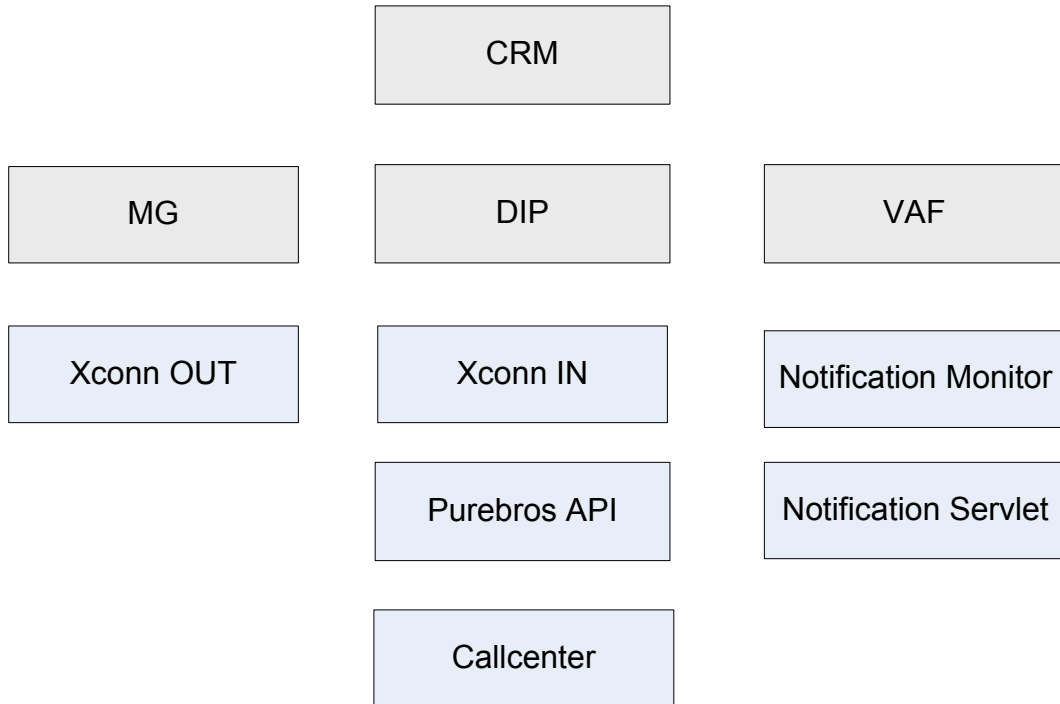 CRM
MG
DIP
VAF
Xconn OUT
Xconn IN
Notification Monitor
Purebros API
Notification Servlet
Callcenter